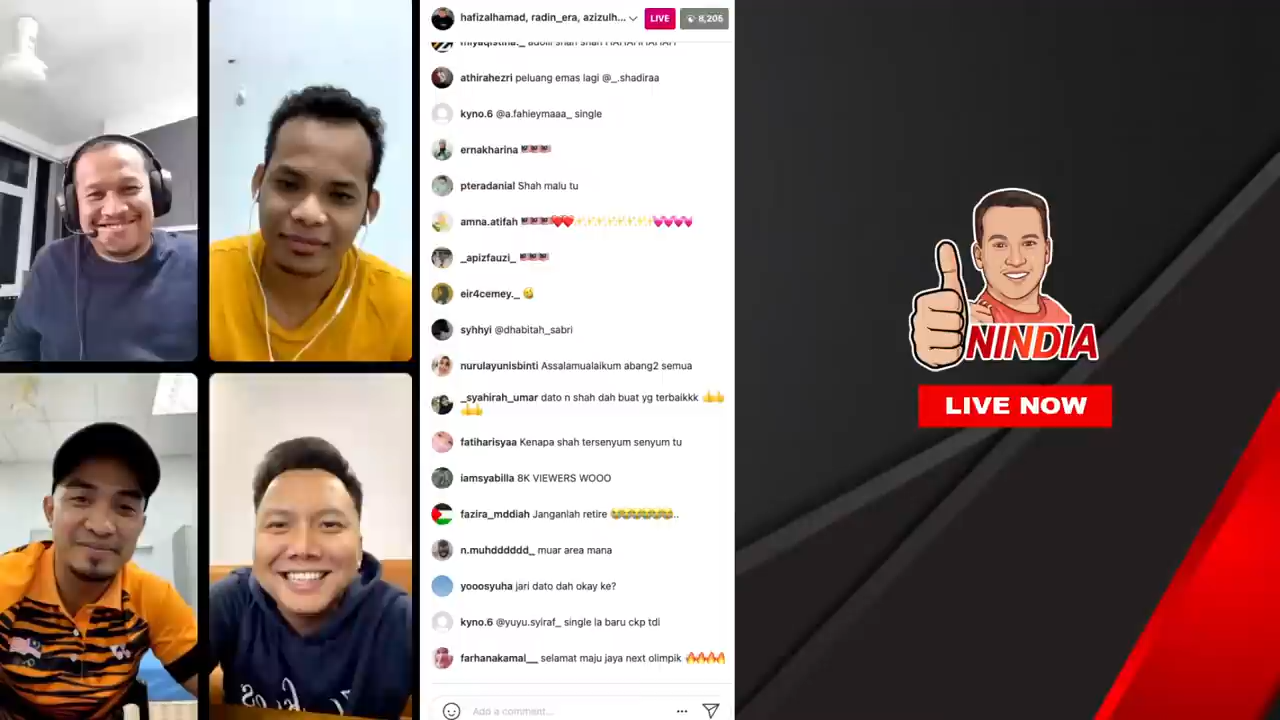 hafizalhamad, radin_era, azizulh...
LIVE
8,205
athirahezri peluang emas lagi @_.shadiraa
kyno.6 @a.fahieymaaa_ single
ernakharina
pteradanial Shah malu tu
amna.atifah
_apizfauzi_
eir4cemey._
syhhyi @dhabitah_sabri
nurulayunisbinti Assalamualaikum abang2 semua
_syahirah_umar dato n shah dah buat yg terbaikkk
fatiharisyaa Kenapa shah tersenyum senyum tu
iamsyabilla 8K VIEWERS WOOO
fazira_mddiah Janganlah retire ..
n.muhdddddd_ muar area mana
yooosyuha jari dato dah okay ke?
kyno.6 @yuyu.syiraf_ single la baru ckp tdi
farhanakamal__ selamat maju jaya next olimpik
Add a comment...
NINDIA
LIVE NOW